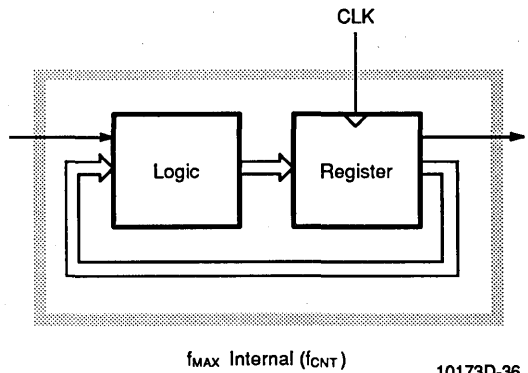 CLK
Logic
Register
fMAX Internal (fCNT)
10173D-36